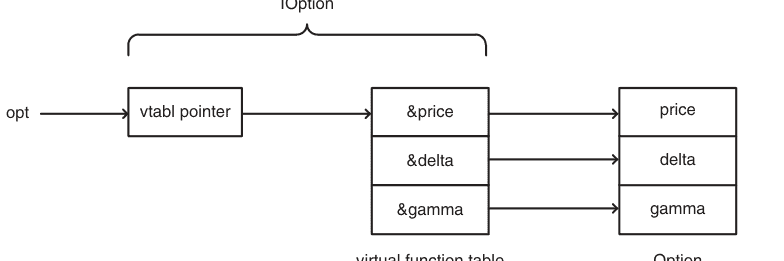 IOption
opt
vtabl pointer
&price
price
&delta
delta
&gamma
gamma
virtual function table
Option